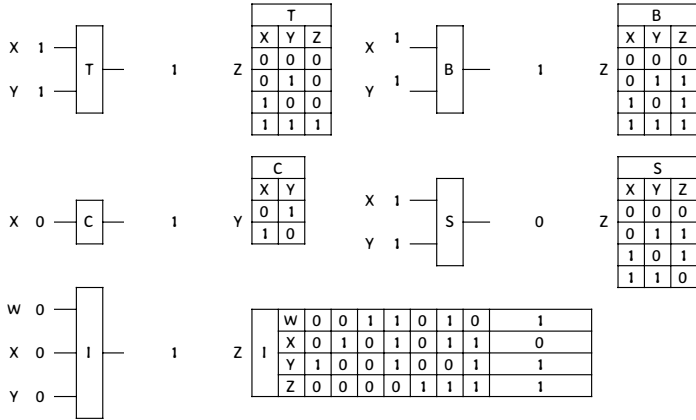 T
X Y Z
0 0 0
0 1 0
1 0 0
1 1 1
X 1
Y 1
T
1
Z
B
X Y Z
0 0 0
0 1 1
1 0 1
1 1 1
X 1
Y 1
B
1
Z
C
X Y
0 1
1 0
X 0 C 1 Y
S
X Y Z
0 0 0
0 1 1
1 0 1
1 1 0
X 1
Y 1
S
0
Z
W 0
X 0 I 1 Z
Y 0
I
W 0 0 1 1 0 1 0 1
X 0 1 0 1 0 1 1 0
Y 1 0 0 1 0 0 1 1
Z 0 0 0 0 1 1 1 1